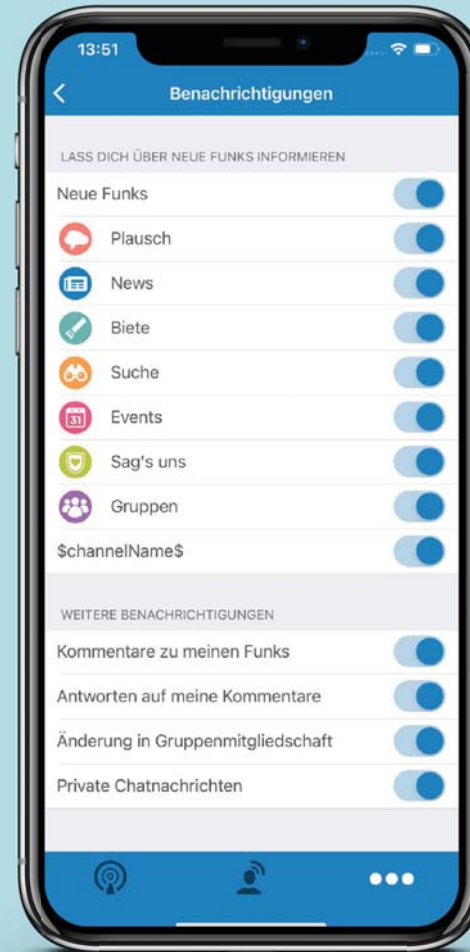 13:51
Benachrichtigungen
LASS DICH ÜBER NEUE FUNKS INFORMIEREN
Neue Funks
Plausch
News
Biete
Suche
31
Events
Sag's uns
Gruppen
$channelName$
WEITERE BENACHRICHTIGUNGEN
Kommentare zu meinen Funks
Antworten auf meine Kommentare
Änderung in Gruppenmitgliedschaft
Private Chatnachrichten